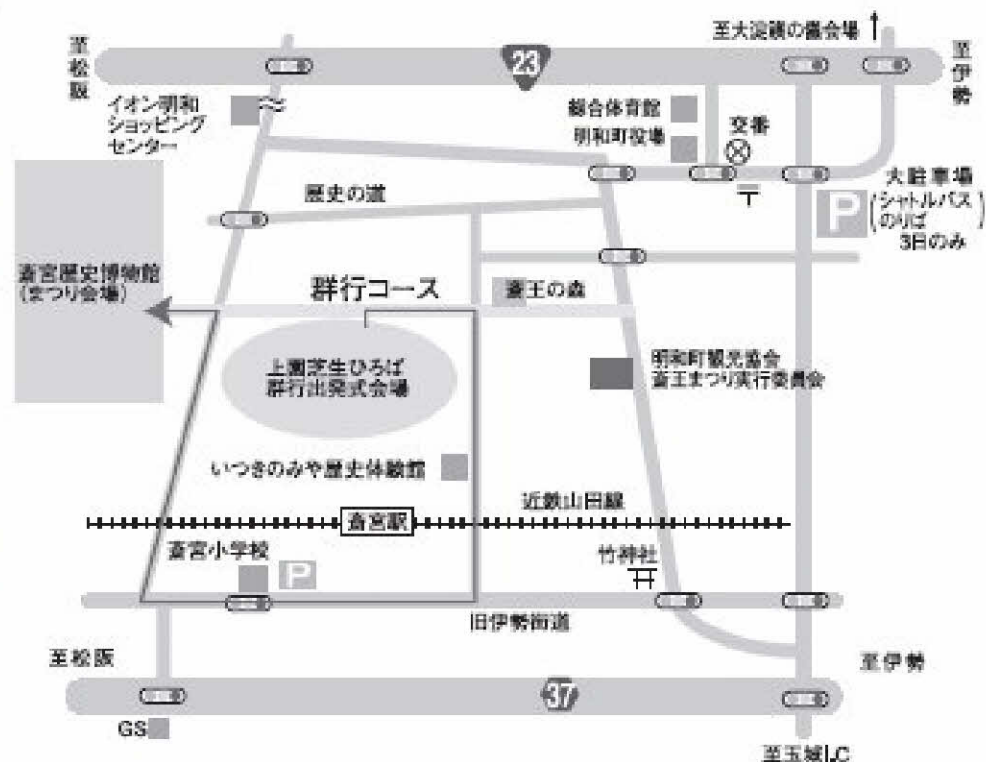 至大淀禊の儀会場
至松阪
23
至伊勢
イオン明和
ショッピング
センター
総合体育館
明和町役場
交番
〒
大駐車場
P
(シャトルバス
のりば)
3日のみ
歴史の道
斎宮歴史博物館
(まつり会場)
群行コース
斎王の森
上園芝生ひろば
群行出発式会場
明和町観光協会
斎王まつり実行委員会
いつきのみや歴史体験館
近鉄山田線
斎宮駅
斎宮小学校
P
竹神社
旧伊勢街道
至松阪
至伊勢
37
GS
至玉城I.C